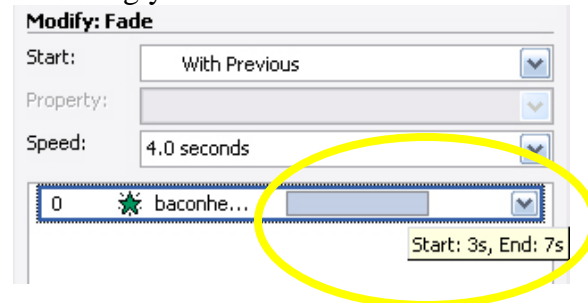 Modify: Fade
Start: With Previous
Property:
Speed: 4.0 seconds
0 baconhe...
Start: 3s, End: 7s